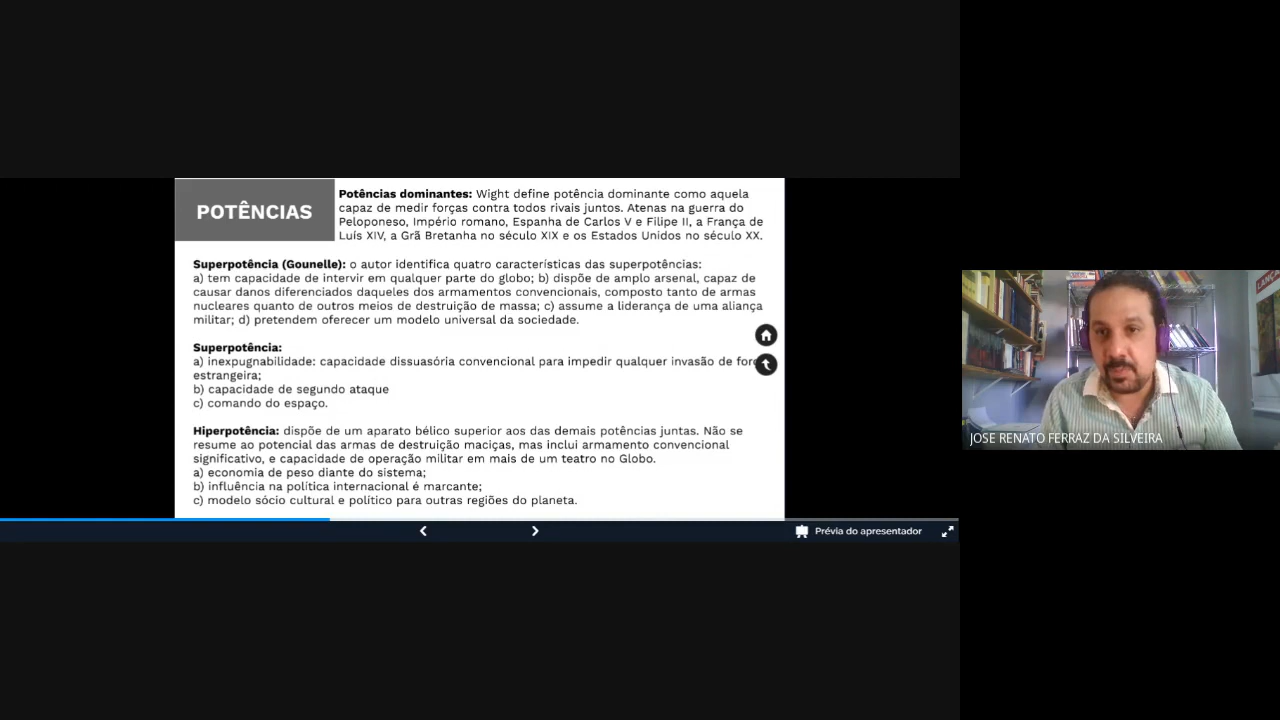 POTÊNCIAS
Potências dominantes: Wight define potência dominante como aquela
capaz de medir forças contra todos rivais juntos. Atenas na guerra do
Peloponeso, Império romano, Espanha de Carlos V e Filipe II, a França de
Luís XIV, a Grã Bretanha no século XIX e os Estados Unidos no século XX.
Superpotência (Gounelle): o autor identifica quatro características das superpotências:
a) tem capacidade de intervir em qualquer parte do globo; b) dispõe de amplo arsenal, capaz de
causar danos diferenciados daqueles dos armamentos convencionais, composto tanto de armas
nucleares quanto de outros meios de destruição de massa; c) assume a liderança de uma aliança
militar; d) pretendem oferecer um modelo universal da sociedade.
Superpotência:
a) inexpugnabilidade: capacidade dissuasória convencional para impedir qualquer invasão de
estrangeira;
b) capacidade de segundo ataque
c) comando do espaço.
Hiperpotência: dispõe de um aparato bélico superior aos das demais potências juntas. Não se
resume ao potencial das armas de destruição maciças, mas inclui armamento convencional
significativo, e capacidade de operação militar em mais de um teatro no Globo.
a) economia de peso diante do sistema;
b) influência na política internacional é marcante;
c) modelo sócio cultural e político para outras regiões do planeta.
Prévia do apresentador
JOSE RENATO FERRAZ DA SILVEIRA